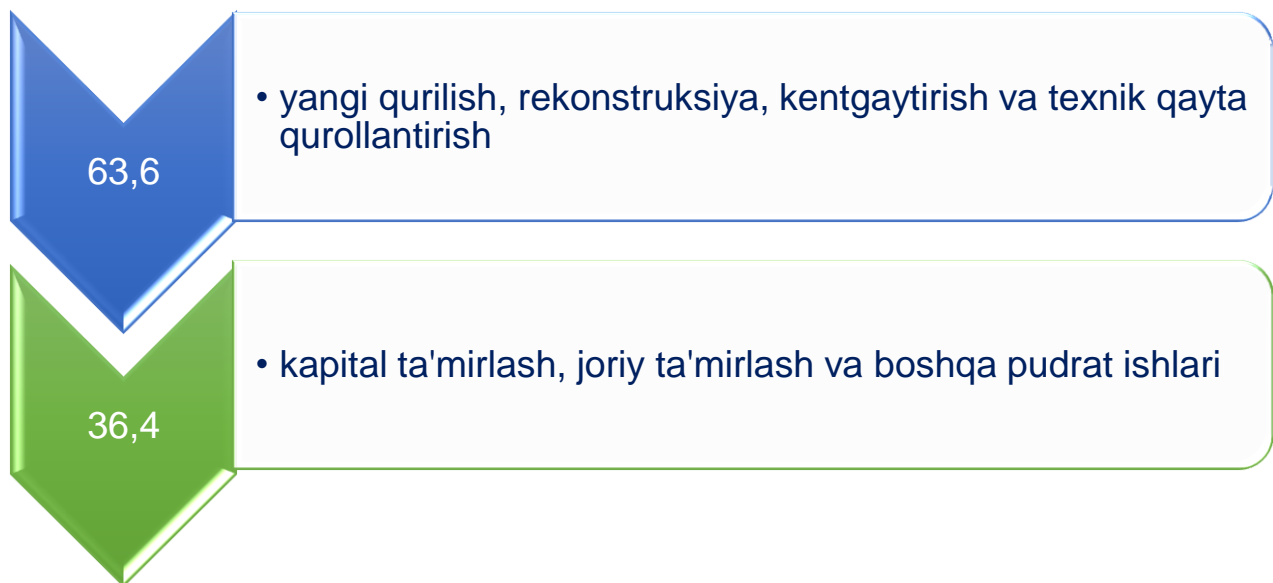 63,6
• yangi qurilish, rekonstruksiya, kentgaytirish va texnik qayta
qurollantirish
36,4
• kapital ta'mirlash, joriy ta'mirlash va boshqa pudrat ishlari